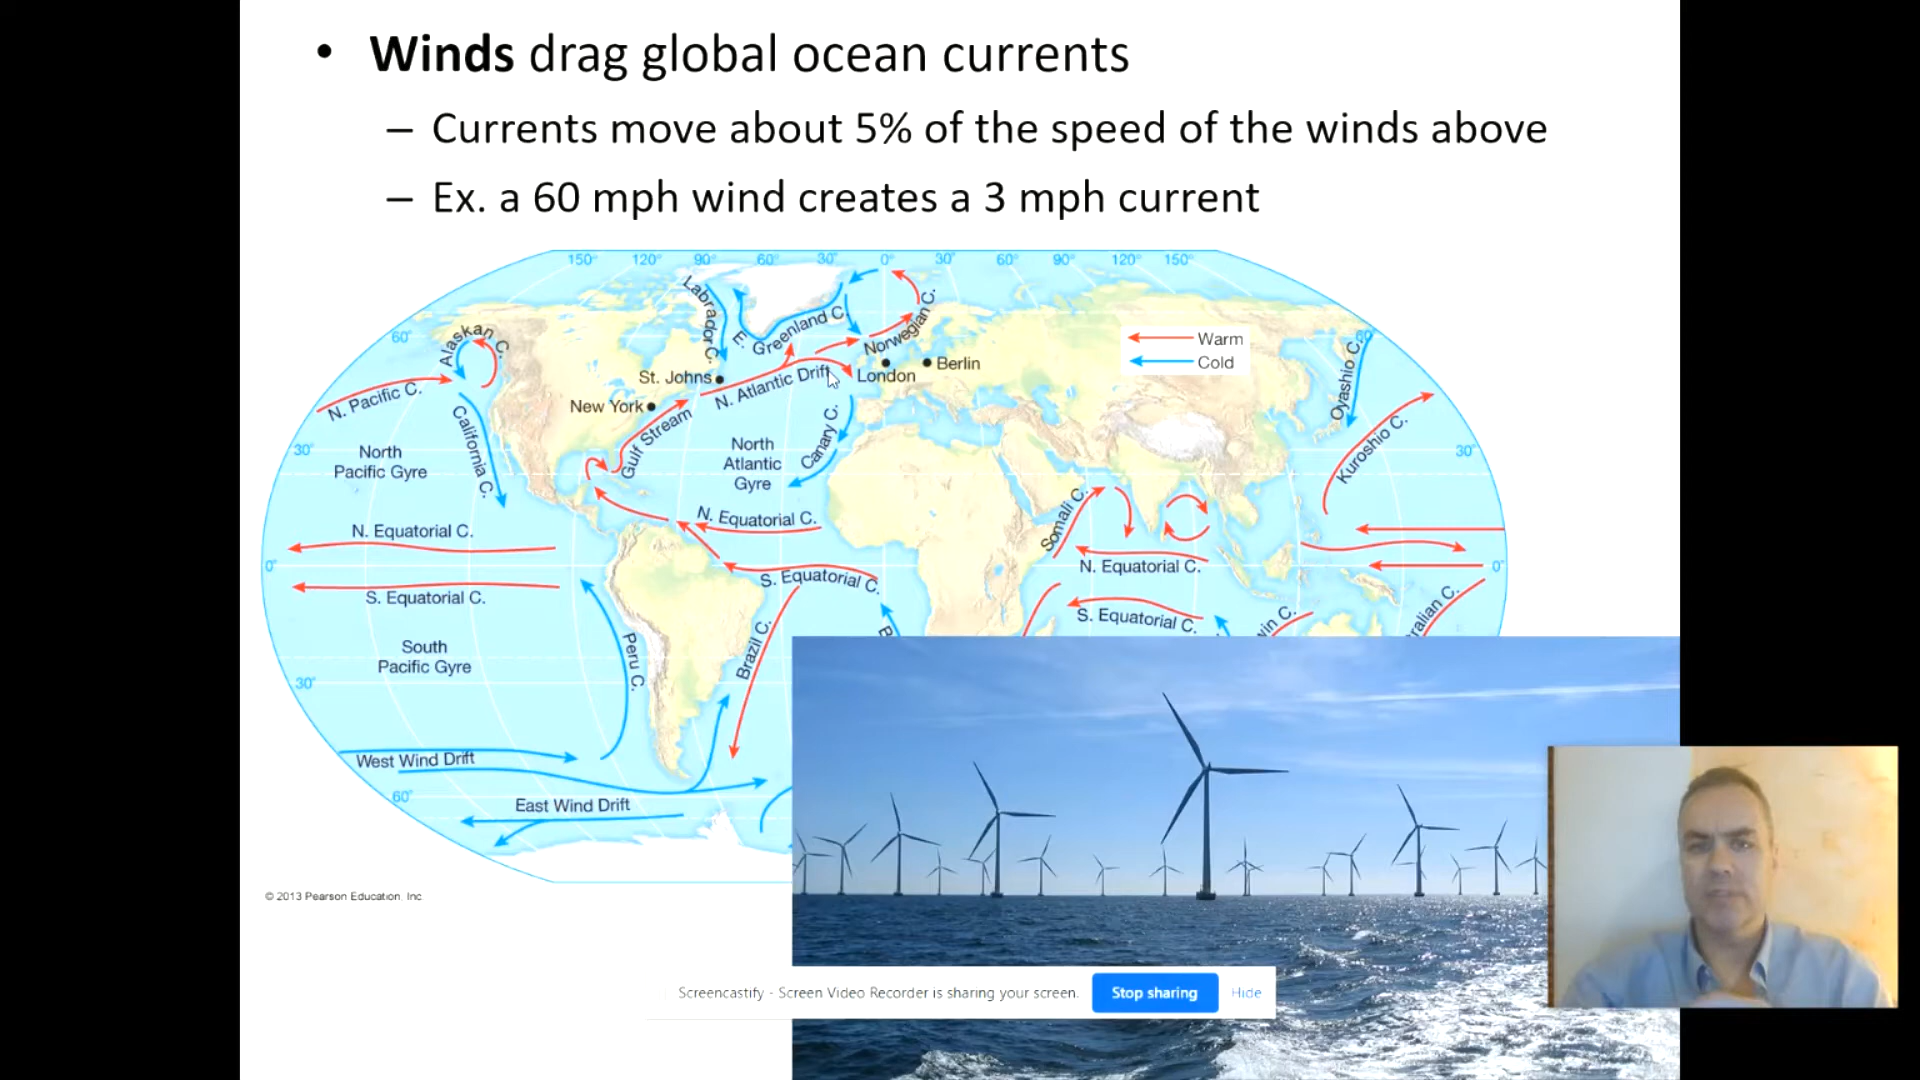 • Winds drag global ocean currents
– Currents move about 5% of the speed of the winds above
– Ex. a 60 mph wind creates a 3 mph current
150° 120° 90° 60° 30° 0° 30° 60° 90° 120° 150°
Labrador C.
E. Greenland C.
Norwegian C.
60°
Alaskan C.
Warm
Cold
60°
Oyashio C.
St. Johns
London
Berlin
N. Pacific C.
N. Atlantic Drift
New York
Gulf Stream
California C.
Canary C.
Kuroshio C.
30°
North
Pacific Gyre
North
Atlantic
Gyre
30°
Somali C.
N. Equatorial C.
N. Equatorial C.
0°
N. Equatorial C.
0°
S. Equatorial C.
S. Equatorial C.
S. Equatorial C.
Peru C.
Brazil C.
South
Pacific Gyre
30°
West Wind Drift
60°
East Wind Drift
© 2013 Pearson Education, Inc
Screencastify - Screen Video Recorder is sharing your screen.
Stop sharing
Hide